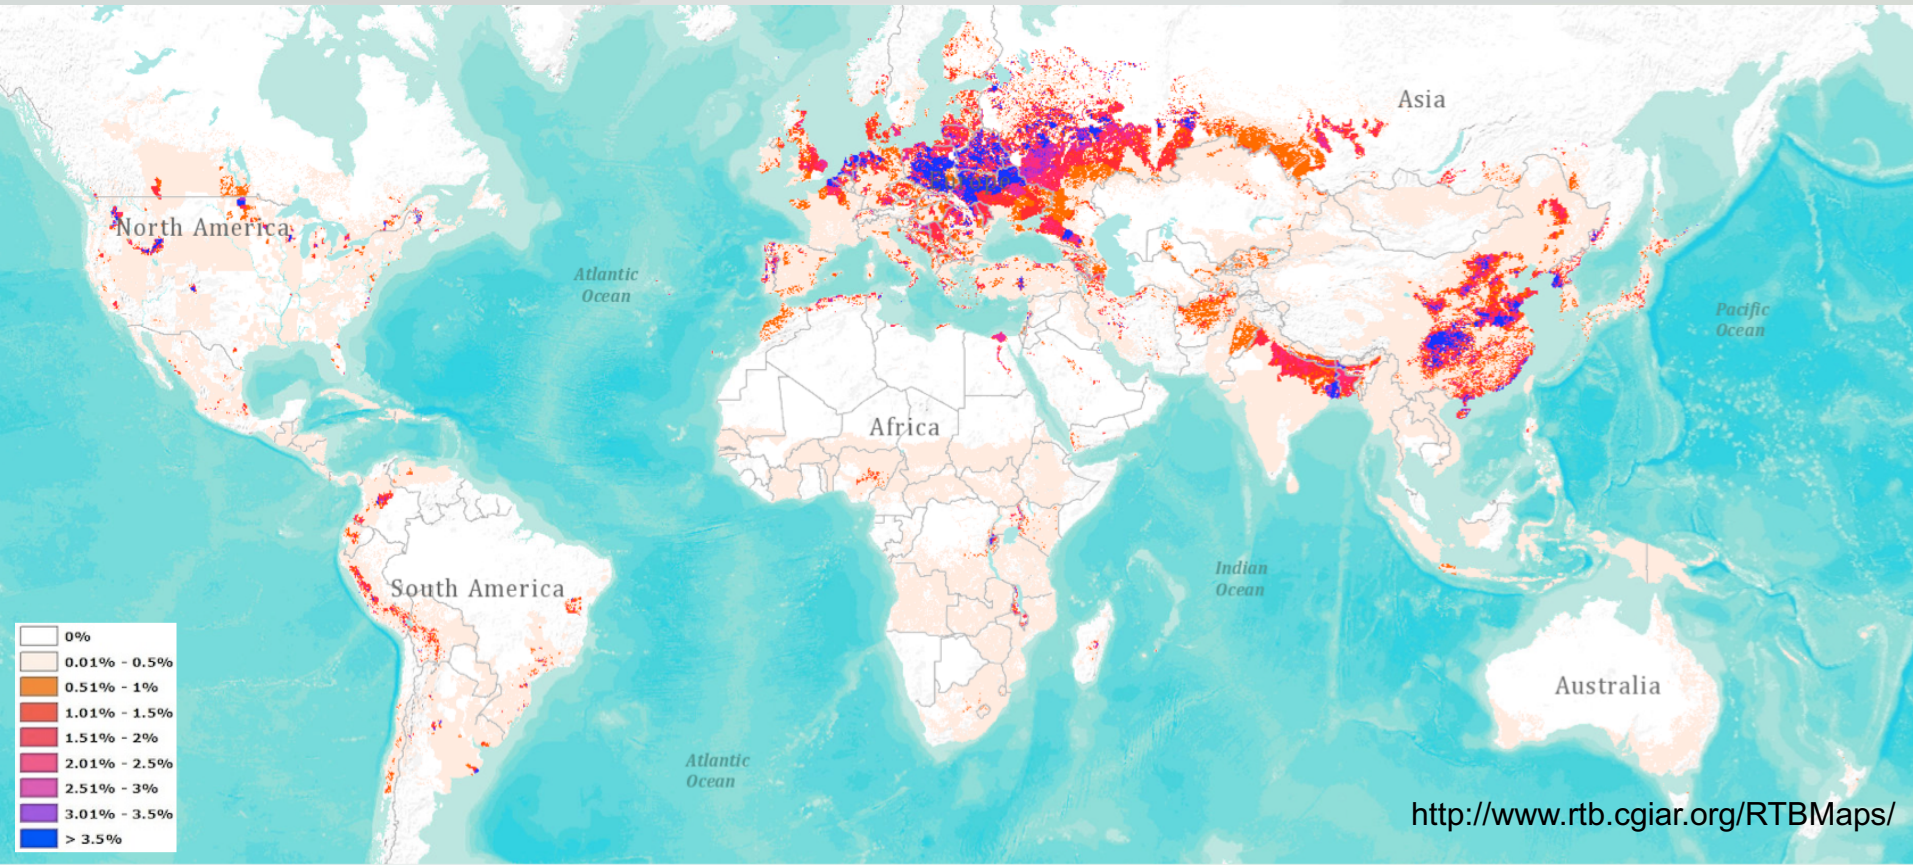 Asia
North America
Atlantic
Ocean
Pacific
Ocean
Africa
South America
Indian
Ocean
Australia
Atlantic
Ocean
0%
0.01% - 0.5%
0.51% - 1%
1.01% - 1.5%
1.51% - 2%
2.01% - 2.5%
2.51% - 3%
3.01% - 3.5%
> 3.5%
http://www.rtb.cgiar.org/RTBMaps/